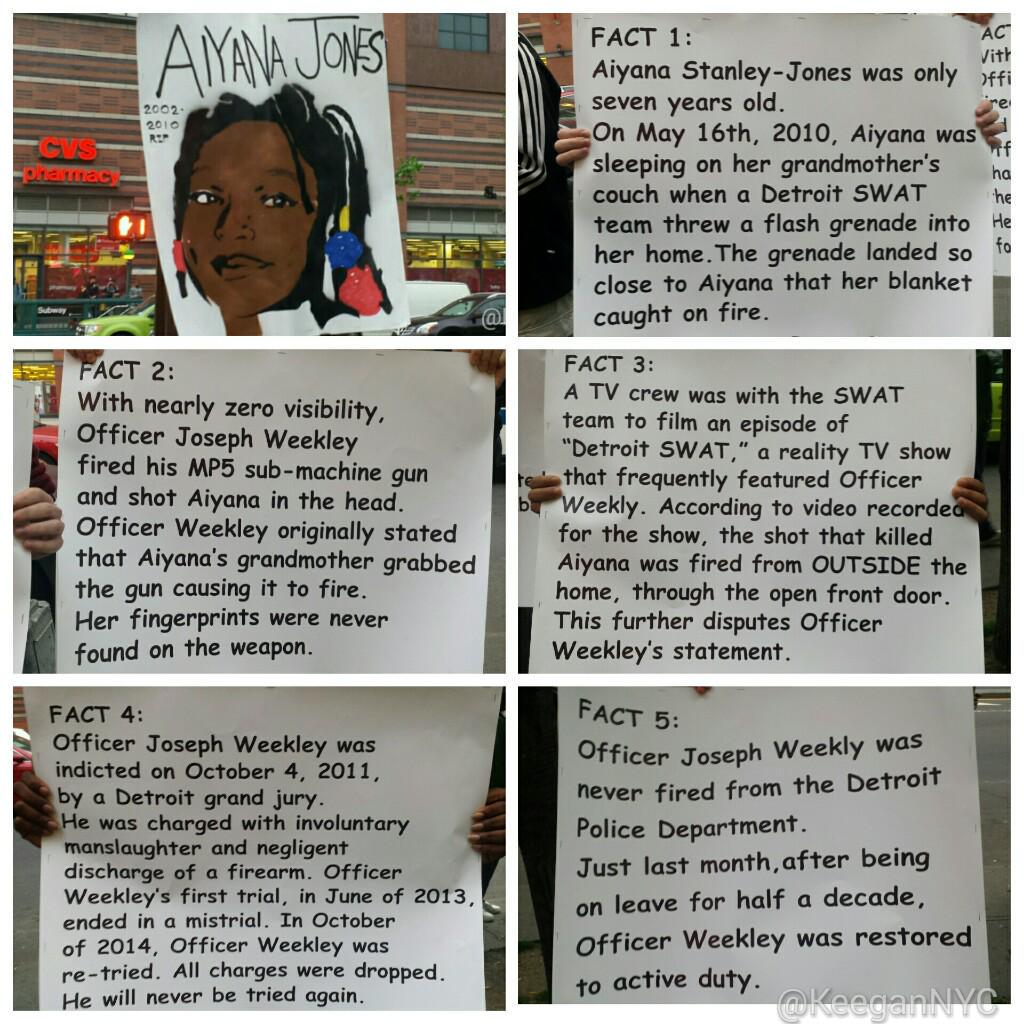 AIYANA JONES
2002-
2010
RIP
CVS
pharmacy
pharmacy
Subway
FACT 1:
Aiyana Stanley-Jones was only
seven years old.
On May 16th, 2010, Aiyana was
sleeping on her grandmother's
couch when a Detroit SWAT
team threw a flash grenade into
her home. The grenade landed so
close to Aiyana that her blanket
caught on fire.
FACT 2:
With nearly zero visibility,
Officer Joseph Weekley
fired his MP5 sub-machine gun
and shot Aiyana in the head.
Officer Weekley originally stated
that Aiyana's grandmother grabbed
the gun causing it to fire.
Her fingerprints were never
found on the weapon.
FACT 3:
A TV crew was with the SWAT
team to film an episode of
"Detroit SWAT," a reality TV show
that frequently featured Officer
Weekly. According to video recorded
for the show, the shot that killed
Aiyana was fired from OUTSIDE the
home, through the open front door.
This further disputes Officer
Weekley's statement.
FACT 4:
Officer Joseph Weekley was
indicted on October 4, 2011,
by a Detroit grand jury.
He was charged with involuntary
manslaughter and negligent
discharge of a firearm. Officer
Weekley's first trial, in June of 2013,
ended in a mistrial. In October
of 2014, Officer Weekley was
re-tried. All charges were dropped.
He will never be tried again.
FACT 5:
Officer Joseph Weekly was
never fired from the Detroit
Police Department.
Just last month, after being
on leave for half a decade,
Officer Weekley was restored
to active duty.
@KeeganNYC